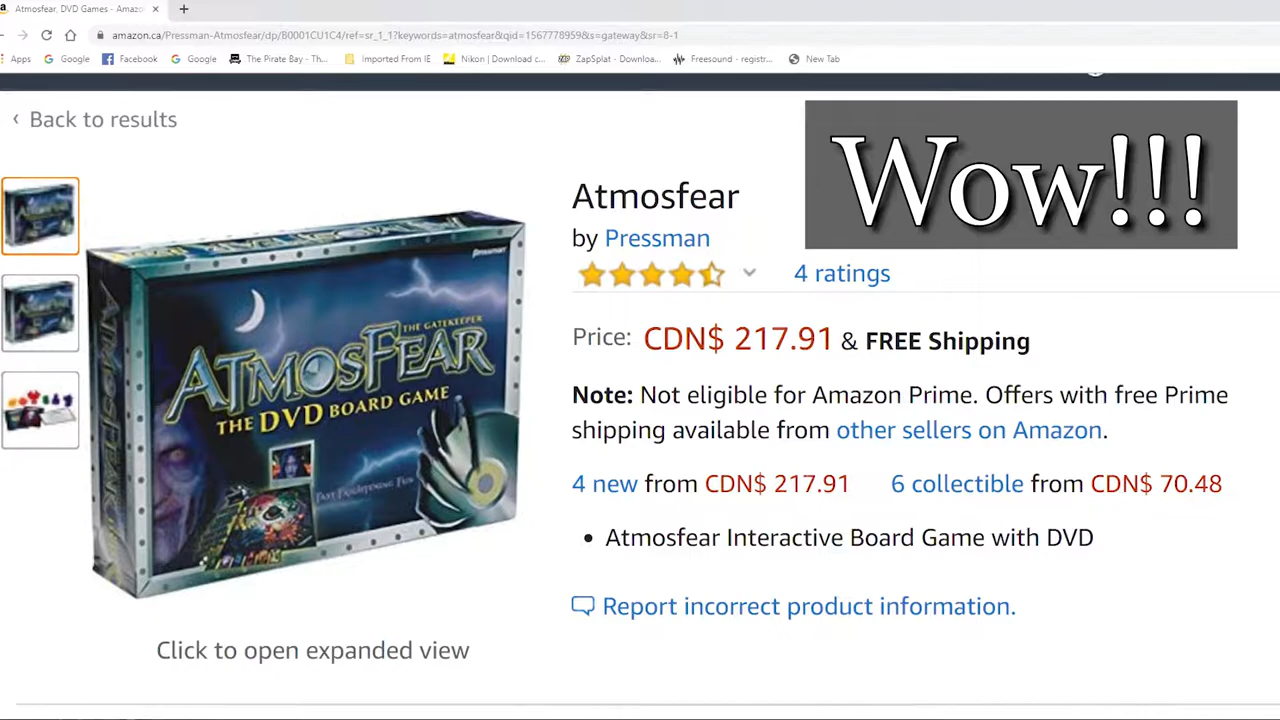 Atmosfear, DVD Games - Amazo
amazon.ca/Pressman-Atmosfear/dp/B0001CU1C4/ref=sr_1_1?keywords=atmosfear&qid=1567778959&s=gateway&sr=8-1
Apps Google Facebook Google The Pirate Bay - Th... Imported From IE Nikon | Download c... ZapSplat - Downloa... Freesound - registr... New Tab
‹ Back to results
Wow!!!
Atmosfear
by Pressman
4 ratings
Price: CDN$ 217.91 & FREE Shipping
Note: Not eligible for Amazon Prime. Offers with free Prime
shipping available from other sellers on Amazon.
4 new from CDN$ 217.91 6 collectible from CDN$ 70.48
• Atmosfear Interactive Board Game with DVD
Report incorrect product information.
PRESSMAN
THE GATEKEEPER
ATMOSFEAR
THE DVD BOARD GAME
FAST FRIGHTENING FUN
ATMOSFEAR
Click to open expanded view